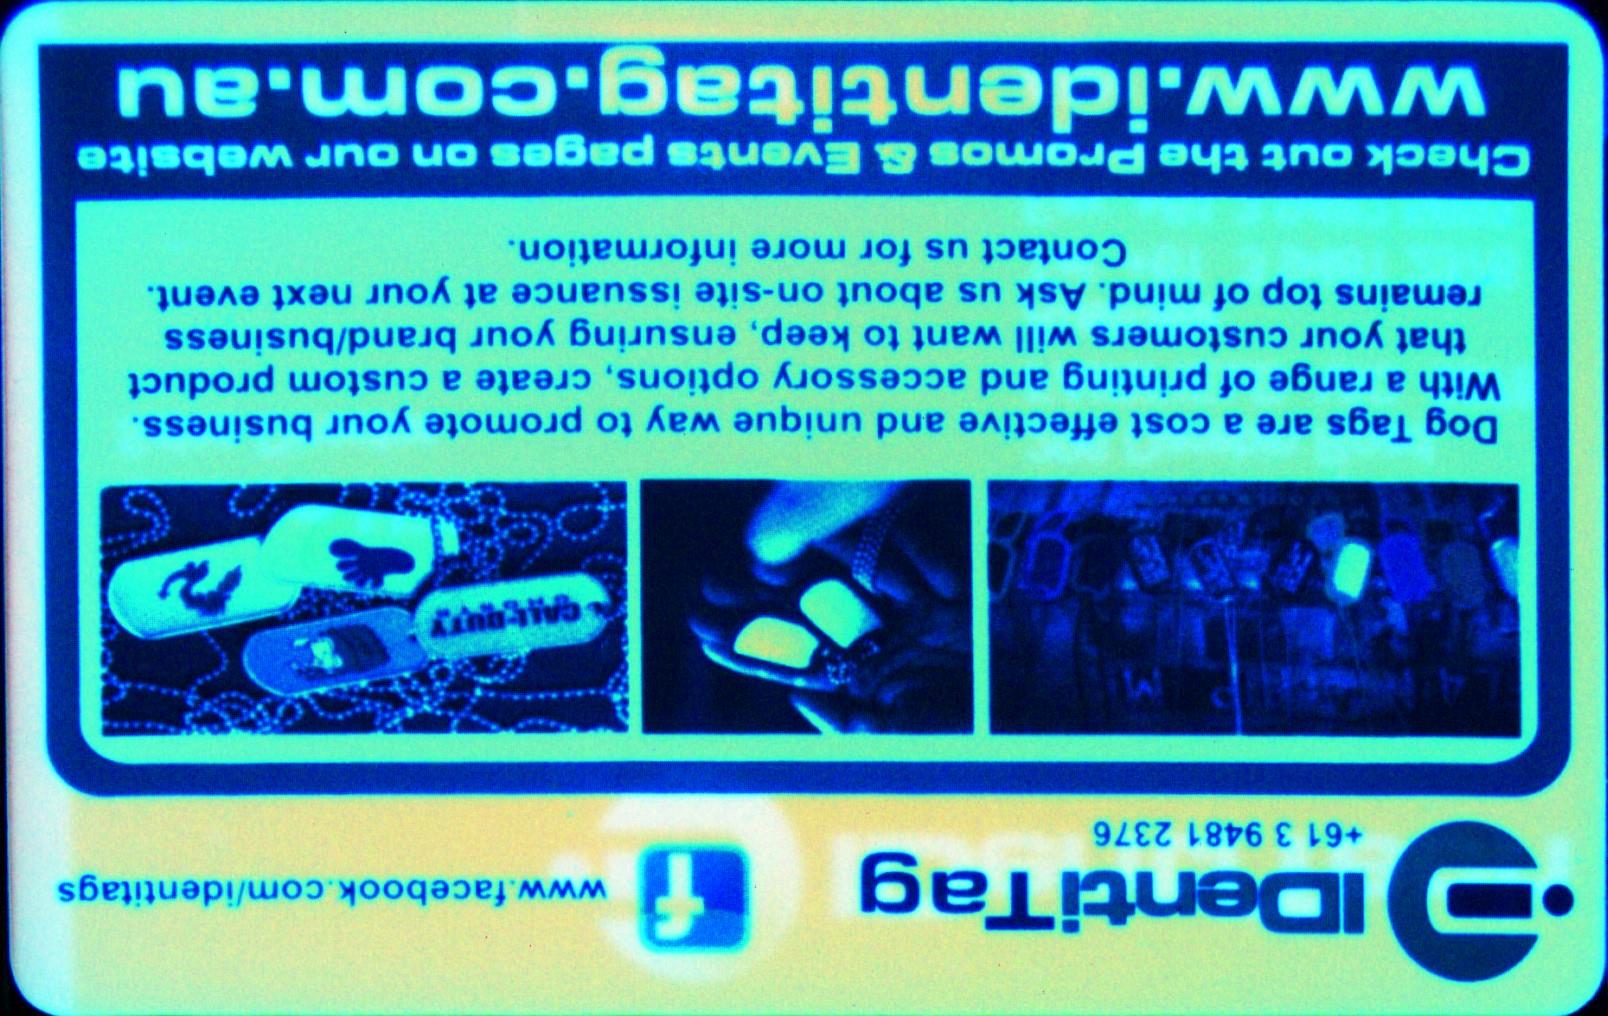 IDentiTag
+61 3 9481 2376
www.facebook.com/identitags
CALL OF DUTY
Dog Tags are a cost effective and unique way to promote your business.
With a range of printing and accessory options, create a custom product
that your customers will want to keep, ensuring your brand/business
remains top of mind. Ask us about on-site issuance at your next event.
Contact us for more information.
Check out the Promos & Events pages on our website
www.identitag.com.au